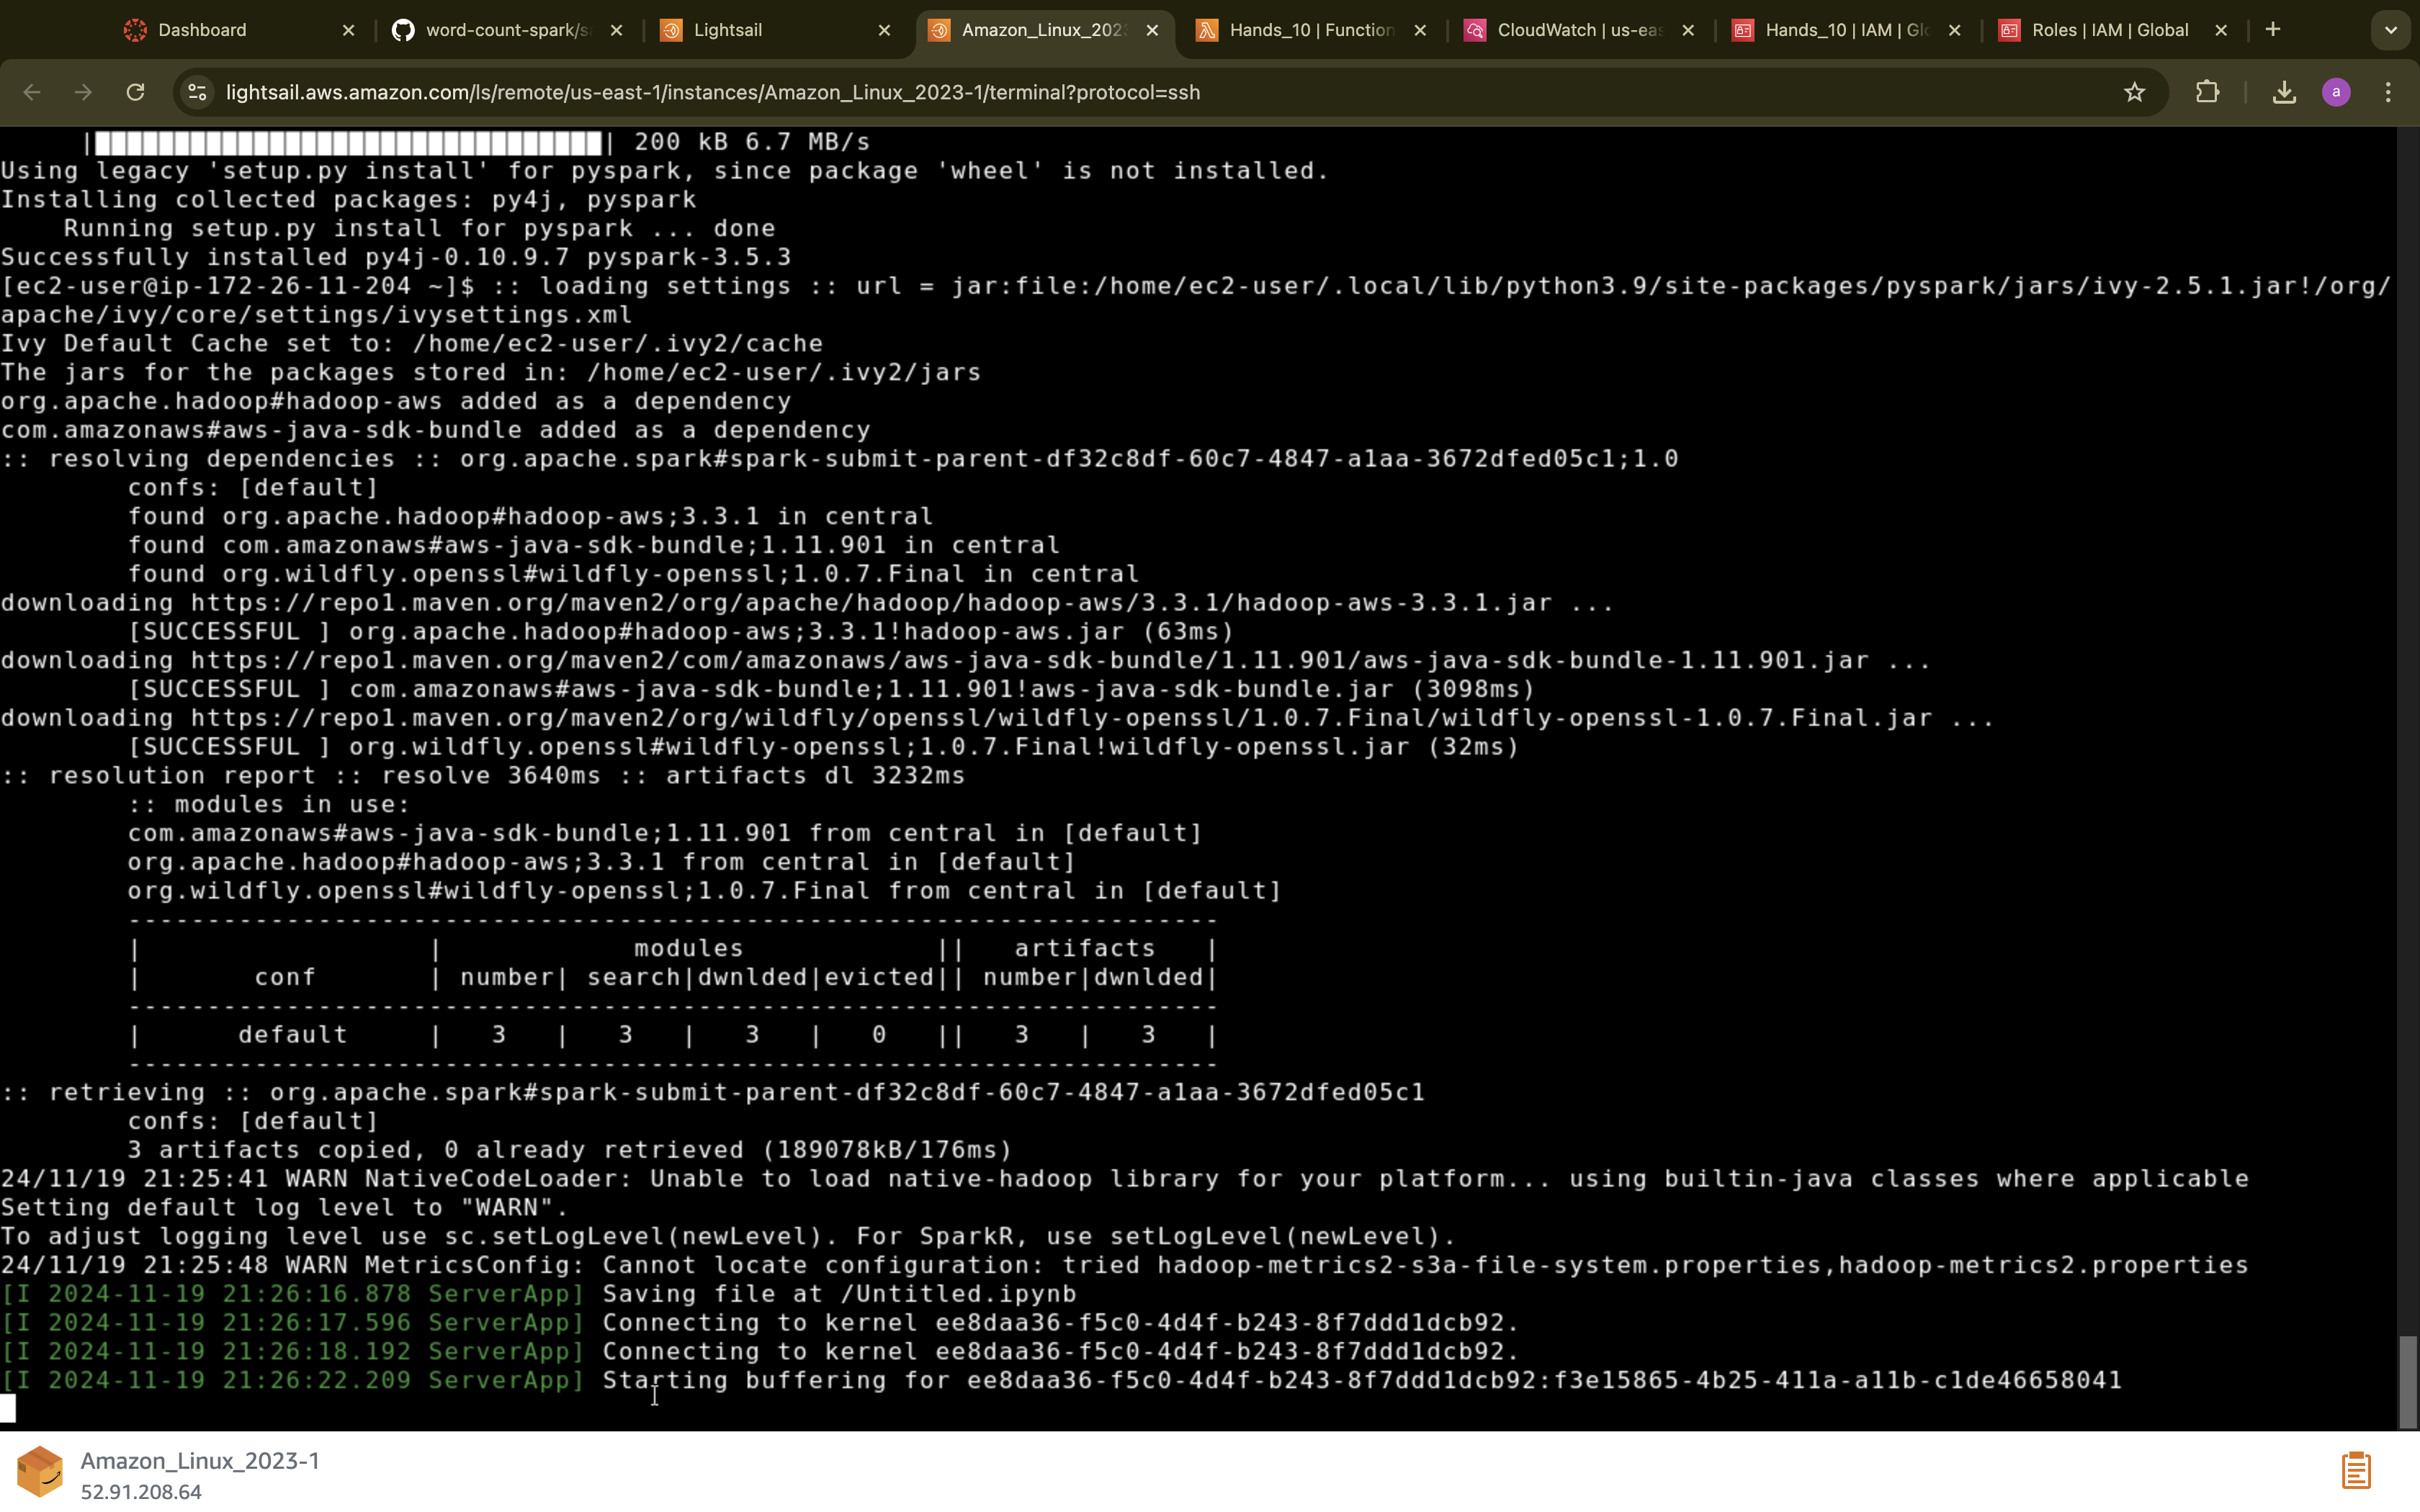 Dashboard
word-count-spark/s
Lightsail
Amazon_Linux_202
Hands_10 | Function
CloudWatch | us-eas
Hands_10 | IAM | Gl
Roles | IAM | Global
lightsail.aws.amazon.com/ls/remote/us-east-1/instances/Amazon_Linux_2023-1/terminal?protocol=ssh
a
| | 200 kB 6.7 MB/s
Using legacy 'setup.py install' for pyspark, since package 'wheel' is not installed.
Installing collected packages: py4j, pyspark
Running setup.py install for pyspark ... done
Successfully installed py4j-0.10.9.7 pyspark-3.5.3
[ec2-user@ip-172-26-11-204 ~]$ :: loading settings :: url = jar:file:/home/ec2-user/.local/lib/python3.9/site-packages/pyspark/jars/ivy-2.5.1.jar!/org/
apache/ivy/core/settings/ivysettings.xml
Ivy Default Cache set to: /home/ec2-user/.ivy2/cache
The jars for the packages stored in: /home/ec2-user/.ivy2/jars
org.apache.hadoop#hadoop-aws added as a dependency
com.amazonaws#aws-java-sdk-bundle added as a dependency
:: resolving dependencies :: org.apache.spark#spark-submit-parent-df32c8df-60c7-4847-a1aa-3672dfed05c1;1.0
confs: [default]
found org.apache.hadoop#hadoop-aws;3.3.1 in central
found com.amazonaws#aws-java-sdk-bundle;1.11.901 in central
found org.wildfly.openssl#wildfly-openssl;1.0.7.Final in central
downloading https://repo1.maven.org/maven2/org/apache/hadoop/hadoop-aws/3.3.1/hadoop-aws-3.3.1.jar ...
[SUCCESSFUL ] org.apache.hadoop#hadoop-aws;3.3.1!hadoop-aws.jar (63ms)
downloading https://repo1.maven.org/maven2/com/amazonaws/aws-java-sdk-bundle/1.11.901/aws-java-sdk-bundle-1.11.901.jar ...
[SUCCESSFUL ] com.amazonaws#aws-java-sdk-bundle;1.11.901!aws-java-sdk-bundle.jar (3098ms)
downloading https://repo1.maven.org/maven2/org/wildfly/openssl/wildfly-openssl/1.0.7.Final/wildfly-openssl-1.0.7.Final.jar ...
[SUCCESSFUL ] org.wildfly.openssl#wildfly-openssl;1.0.7.Final!wildfly-openssl.jar (32ms)
:: resolution report :: resolve 3640ms :: artifacts dl 3232ms
:: modules in use:
com.amazonaws#aws-java-sdk-bundle;1.11.901 from central in [default]
org.apache.hadoop#hadoop-aws;3.3.1 from central in [default]
org.wildfly.openssl#wildfly-openssl;1.0.7.Final from central in [default]
---------------------------------------------------------------------
| | modules || artifacts |
| conf | number| search|dwnlded|evicted|| number|dwnlded|
---------------------------------------------------------------------
| default | 3 | 3 | 3 | 0 || 3 | 3 |
---------------------------------------------------------------------
:: retrieving :: org.apache.spark#spark-submit-parent-df32c8df-60c7-4847-a1aa-3672dfed05c1
confs: [default]
3 artifacts copied, 0 already retrieved (189078kB/176ms)
24/11/19 21:25:41 WARN NativeCodeLoader: Unable to load native-hadoop library for your platform... using builtin-java classes where applicable
Setting default log level to "WARN".
To adjust logging level use sc.setLogLevel(newLevel). For SparkR, use setLogLevel(newLevel).
24/11/19 21:25:48 WARN MetricsConfig: Cannot locate configuration: tried hadoop-metrics2-s3a-file-system.properties,hadoop-metrics2.properties
[I 2024-11-19 21:26:16.878 ServerApp] Saving file at /Untitled.ipynb
[I 2024-11-19 21:26:17.596 ServerApp] Connecting to kernel ee8daa36-f5c0-4d4f-b243-8f7ddd1dcb92.
[I 2024-11-19 21:26:18.192 ServerApp] Connecting to kernel ee8daa36-f5c0-4d4f-b243-8f7ddd1dcb92.
[I 2024-11-19 21:26:22.209 ServerApp] Starting buffering for ee8daa36-f5c0-4d4f-b243-8f7ddd1dcb92:f3e15865-4b25-411a-a11b-c1de46658041
Amazon_Linux_2023-1
52.91.208.64